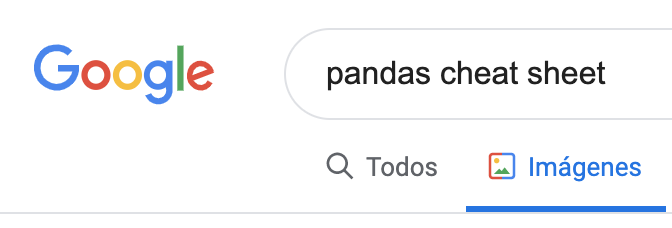 Google
pandas cheat sheet
Todos
Imágenes